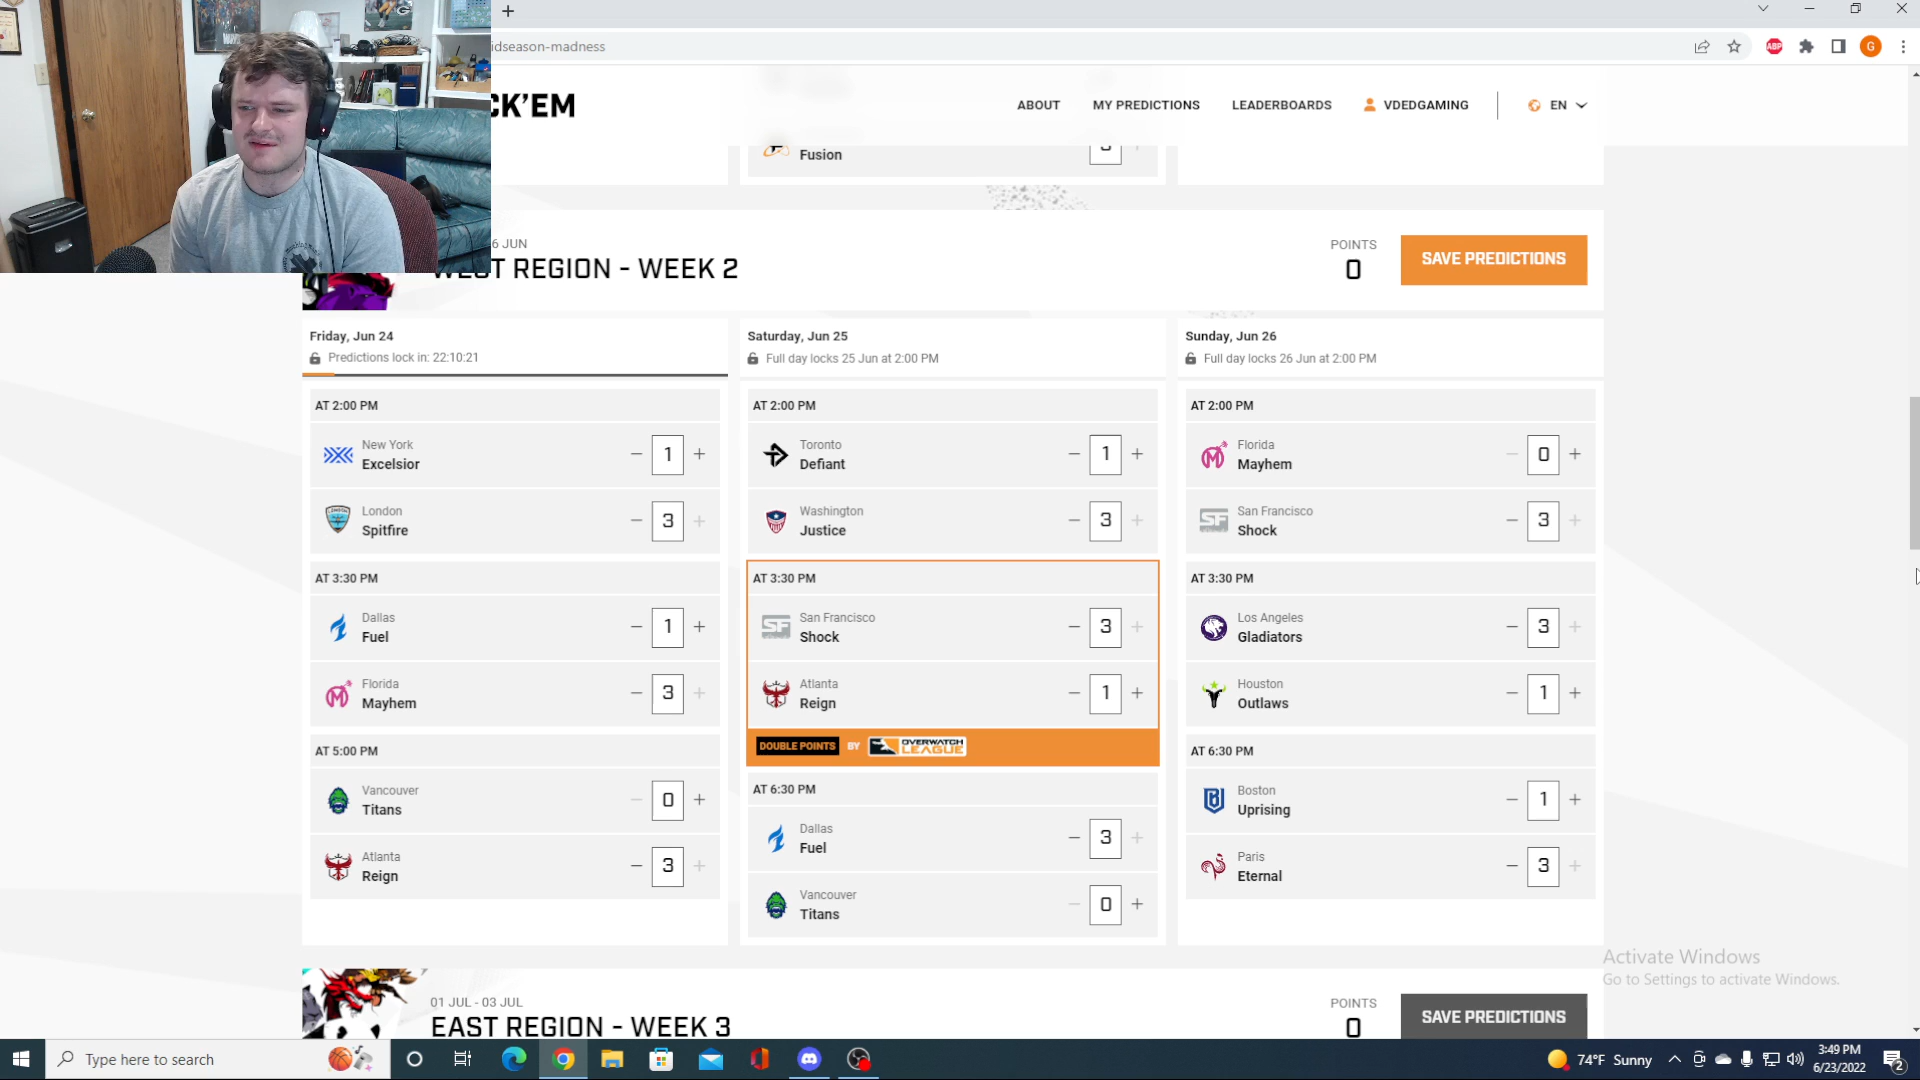 idseason-madness
CK'EM
ABOUT
MY PREDICTIONS
LEADERBOARDS
VDEDGAMING
EN
Fusion
6 JUN
WEST REGION - WEEK 2
POINTS
0
SAVE PREDICTIONS
Friday, Jun 24
Predictions lock in: 22:10:21
AT 2:00 PM
New York
Excelsior
1
London
Spitfire
3
AT 3:30 PM
Dallas
Fuel
1
Florida
Mayhem
3
AT 5:00 PM
Vancouver
Titans
0
Atlanta
Reign
3
Saturday, Jun 25
Full day locks 25 Jun at 2:00 PM
AT 2:00 PM
Toronto
Defiant
1
Washington
Justice
3
AT 3:30 PM
San Francisco
Shock
3
Atlanta
Reign
1
DOUBLE POINTS BY OVERWATCH LEAGUE
AT 6:30 PM
Dallas
Fuel
3
Vancouver
Titans
0
Sunday, Jun 26
Full day locks 26 Jun at 2:00 PM
AT 2:00 PM
Florida
Mayhem
0
San Francisco
Shock
3
AT 3:30 PM
Los Angeles
Gladiators
3
Houston
Outlaws
1
AT 6:30 PM
Boston
Uprising
1
Paris
Eternal
3
Activate Windows
Go to Settings to activate Windows.
01 JUL - 03 JUL
EAST REGION - WEEK 3
POINTS
0
SAVE PREDICTIONS
Type here to search
74°F Sunny
3:49 PM
6/23/2022
2